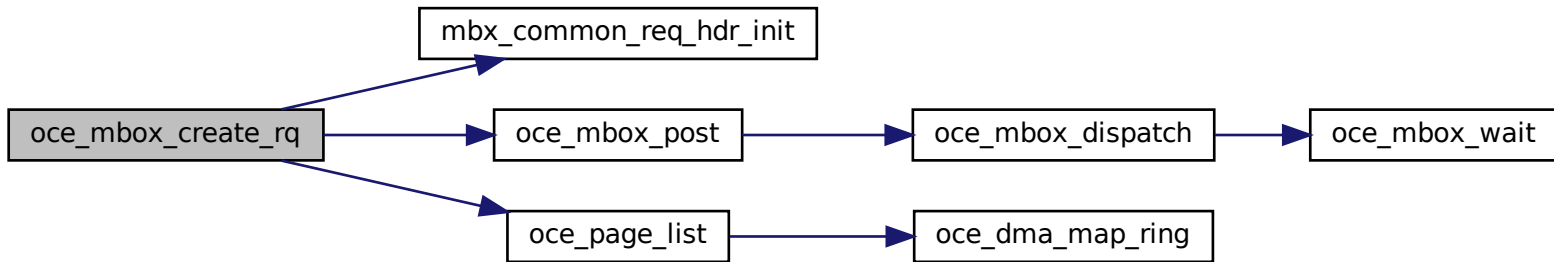 mbx_common_req_hdr_init
oce_mbox_create_rq
oce_mbox_post
oce_mbox_dispatch
oce_mbox_wait
oce_page_list
oce_dma_map_ring